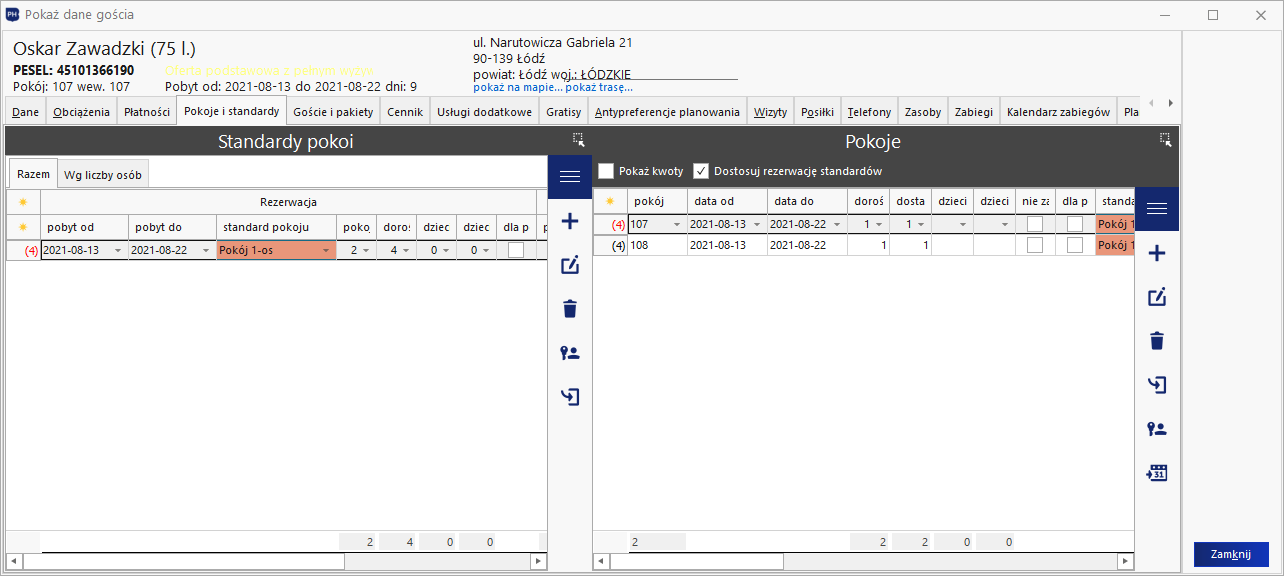 PH Pokaż dane gościa
Oskar Zawadzki (75 l.)
PESEL: 45101366190 Oferta podstawowa z pełnym wyżyw
Pokój: 107 wew. 107 Pobyt od: 2021-08-13 do 2021-08-22 dni: 9
ul. Narutowicza Gabriela 21
90-139 Łódź
powiat: Łódź woj.: ŁÓDZKIE
pokaż na mapie... pokaż trasę...
Dane Obciążenia Płatności Pokoje i standardy Goście i pakiety Cennik Usługi dodatkowe Gratisy Antypreferencje planowania Wizyty Posiłki Telefony Zasoby Zabiegi Kalendarz zabiegów Pla
Standardy pokoi
Razem Wg liczby osób
Rezerwacja
pobyt od pobyt do standard pokoju poko doros dziec dziec dla p
(4) 2021-08-13 2021-08-22 Pokój 1-os 2 4 0 0
2 4 0 0
Pokoje
Pokaż kwoty Dostosuj rezerwację standardów
pokój data od data do doroś dosta dzieci dzieci nie za dla p standa
(4) 107 2021-08-13 2021-08-22 1 1 Pokój 1
(4) 108 2021-08-13 2021-08-22 1 1 Pokój 1
31
2 2 2 0 0
Zamknij